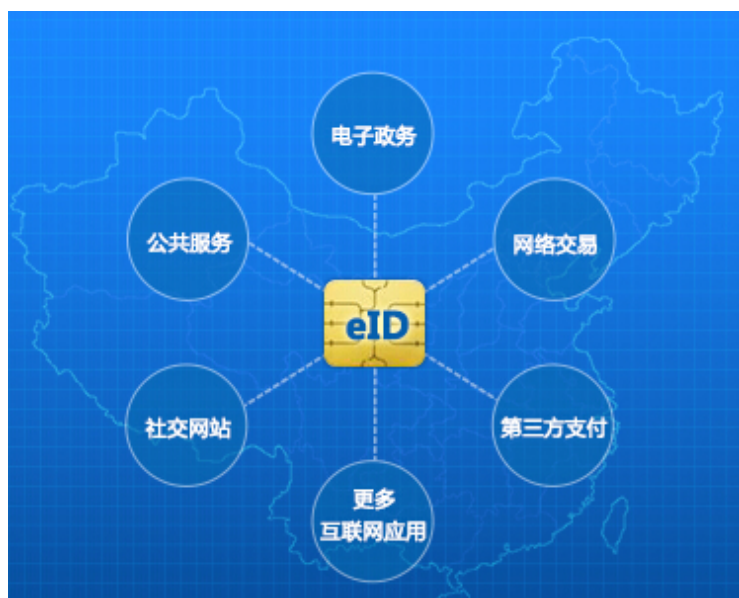 电子政务
公共服务
网络交易
eID
社交网站
第三方支付
更多
互联网应用